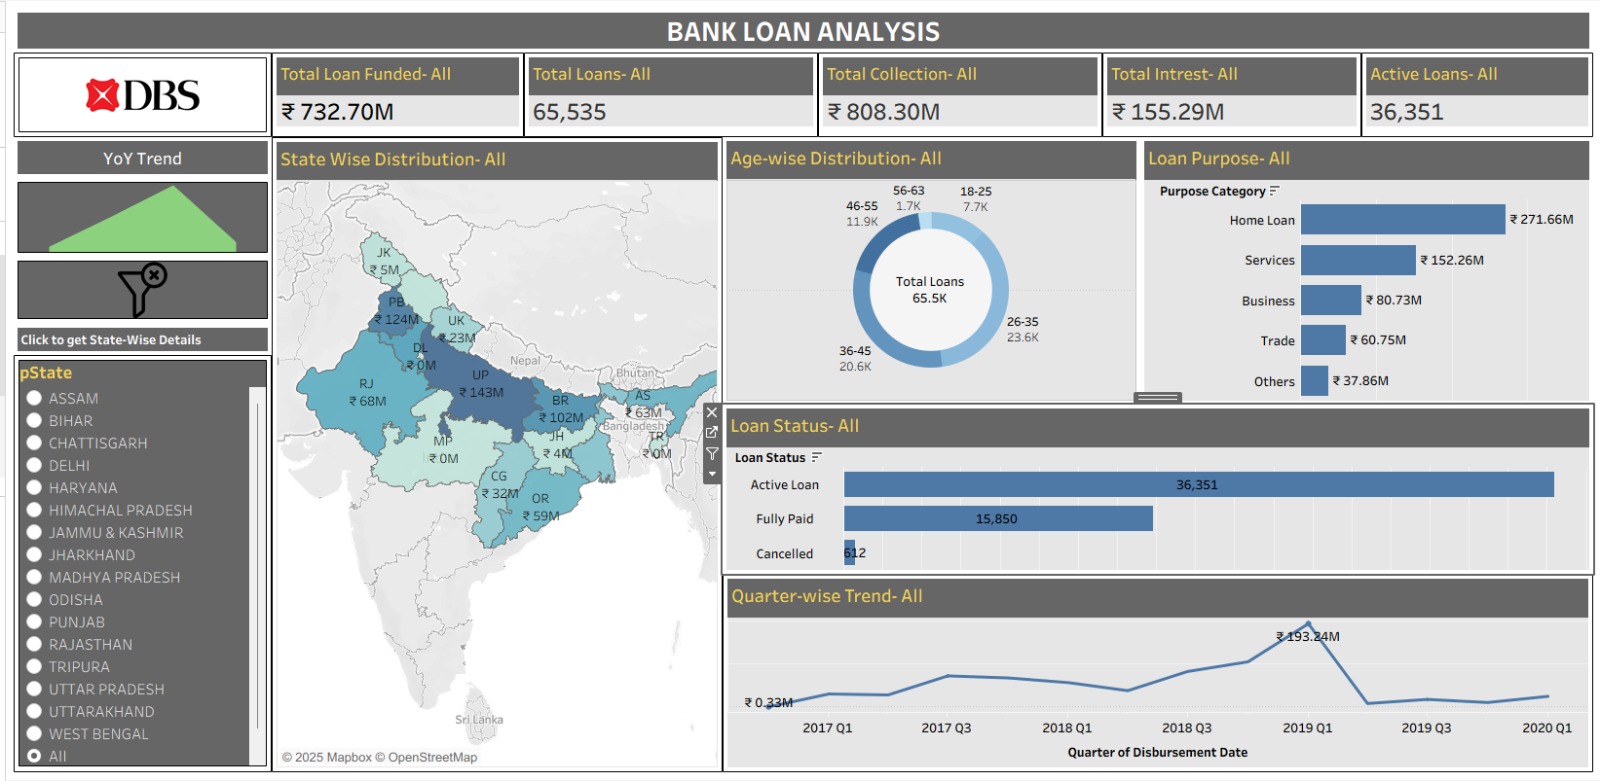 BANK LOAN ANALYSIS
DBS
Total Loan Funded- All
₹ 732.70M
Total Loans- All
65,535
Total Collection- All
₹ 808.30M
Total Intrest- All
₹ 155.29M
Active Loans- All
36,351
YoY Trend
Click to get State-Wise Details
pState
ASSAM
BIHAR
CHATTISGARH
DELHI
HARYANA
HIMACHAL PRADESH
JAMMU & KASHMIR
JHARKHAND
MADHYA PRADESH
ODISHA
PUNJAB
RAJASTHAN
TRIPURA
UTTAR PRADESH
UTTARAKHAND
WEST BENGAL
All
State Wise Distribution- All
JK
₹ 5M
PB
₹ 124M
UK
₹ 23M
DL
₹ 0M
Nepal
UP
₹ 143M
RJ
₹ 68M
Bhutan
BR
₹ 102M
AS
₹ 63M
Bangladesh
MP
₹ 0M
JH
₹ 4M
TR
₹ 0M
CG
₹ 32M
OR
₹ 59M
Sri Lanka
© 2025 Mapbox © OpenStreetMap
Age-wise Distribution- All
56-63
1.7K
18-25
7.7K
46-55
11.9K
Total Loans
65.5K
26-35
23.6K
36-45
20.6K
Loan Purpose- All
Purpose Category
Home Loan ₹ 271.66M
Services ₹ 152.26M
Business ₹ 80.73M
Trade ₹ 60.75M
Others ₹ 37.86M
Loan Status- All
Loan Status
Active Loan 36,351
Fully Paid 15,850
Cancelled 612
Quarter-wise Trend- All
₹ 193.24M
₹ 0.33M
2017 Q1 2017 Q3 2018 Q1 2018 Q3 2019 Q1 2019 Q3 2020 Q1
Quarter of Disbursement Date